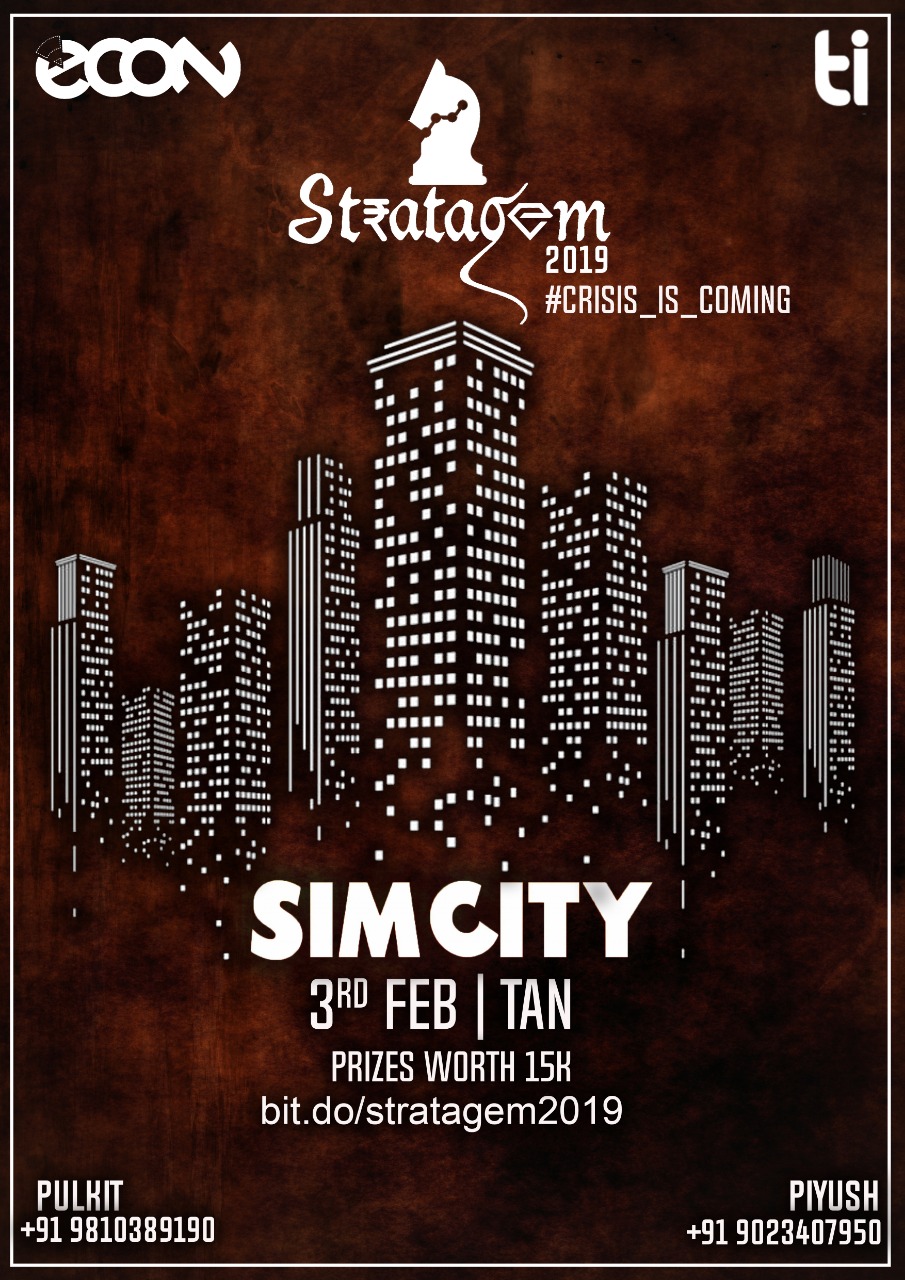 econ
ti
St₹atagem
2019
#CRISIS_IS_COMING
SIMCITY
3RD FEB | TAN
PRIZES WORTH 15K
bit.do/stratagem2019
PULKIT
+91 9810389190
PIYUSH
+91 9023407950